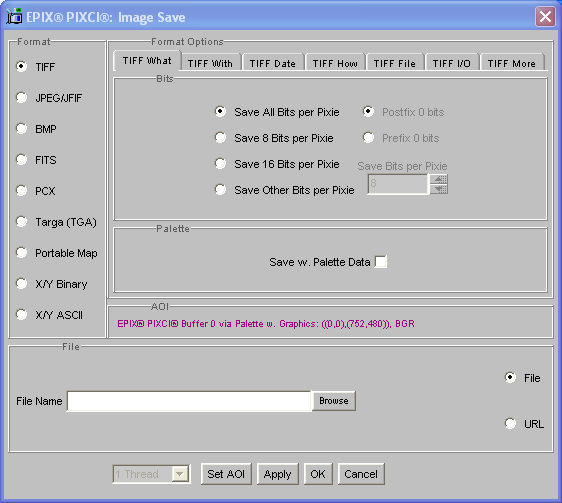 EPIX® PIXCI®: Image Save
Format
TIFF
JPEG/JFIF
BMP
FITS
PCX
Targa (TGA)
Portable Map
X/Y Binary
X/Y ASCII
Format Options
TIFF What TIFF With TIFF Date TIFF How TIFF File TIFF I/O TIFF More
Bits
Save All Bits per Pixie Postfix 0 bits
Save 8 Bits per Pixie Prefix 0 bits
Save 16 Bits per Pixie Save Bits per Pixie
Save Other Bits per Pixie 8
Palette
Save w. Palette Data
AOI
EPIX® PIXCI® Buffer 0 via Palette w. Graphics: ((0,0),(752,480)), BGR
File
File
File Name Browse
URL
1 Thread Set AOI Apply OK Cancel